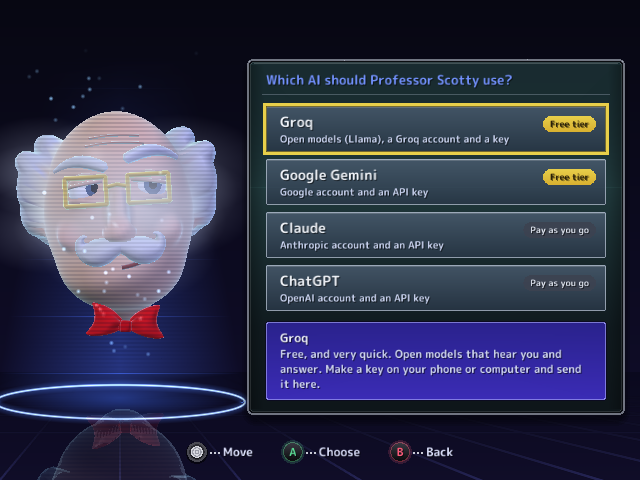 Which AI should Professor Scotty use?
Groq
Free tier
Open models (Llama), a Groq account and a key
Google Gemini
Free tier
Google account and an API key
Claude
Pay as you go
Anthropic account and an API key
ChatGPT
Pay as you go
OpenAI account and an API key
Groq
Free, and very quick. Open models that hear you and
answer. Make a key on your phone or computer and send
it here.
Move A Choose B Back